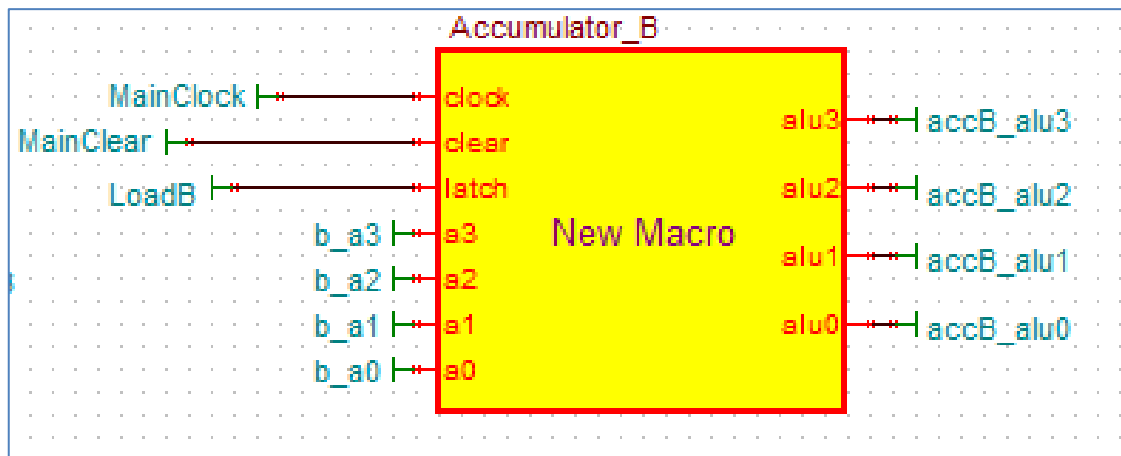 Accumulator_B
MainClock
clock
MainClear
clear
LoadB
latch
b_a3
a3
b_a2
a2
b_a1
a1
b_a0
a0
New Macro
alu3
accB_alu3
alu2
accB_alu2
alu1
accB_alu1
alu0
accB_alu0